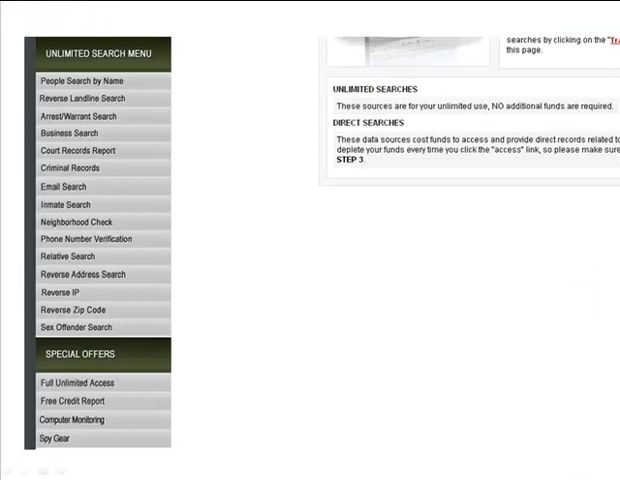 UNLIMITED SEARCH MENU
People Search by Name
Reverse Landline Search
Arrest/Warrant Search
Business Search
Court Records Report
Criminal Records
Email Search
Inmate Search
Neighborhood Check
Phone Number Verification
Relative Search
Reverse Address Search
Reverse IP
Reverse Zip Code
Sex Offender Search
SPECIAL OFFERS
Full Unlimited Access
Free Credit Report
Computer Monitoring
Spy Gear
searches by clicking on the "Tra
this page.
UNLIMITED SEARCHES
These sources are for your unlimited use, NO additional funds are required.
DIRECT SEARCHES
These data sources cost funds to access and provide direct records related to
deplete your funds every time you click the "access" link, so please make sure
STEP 3.